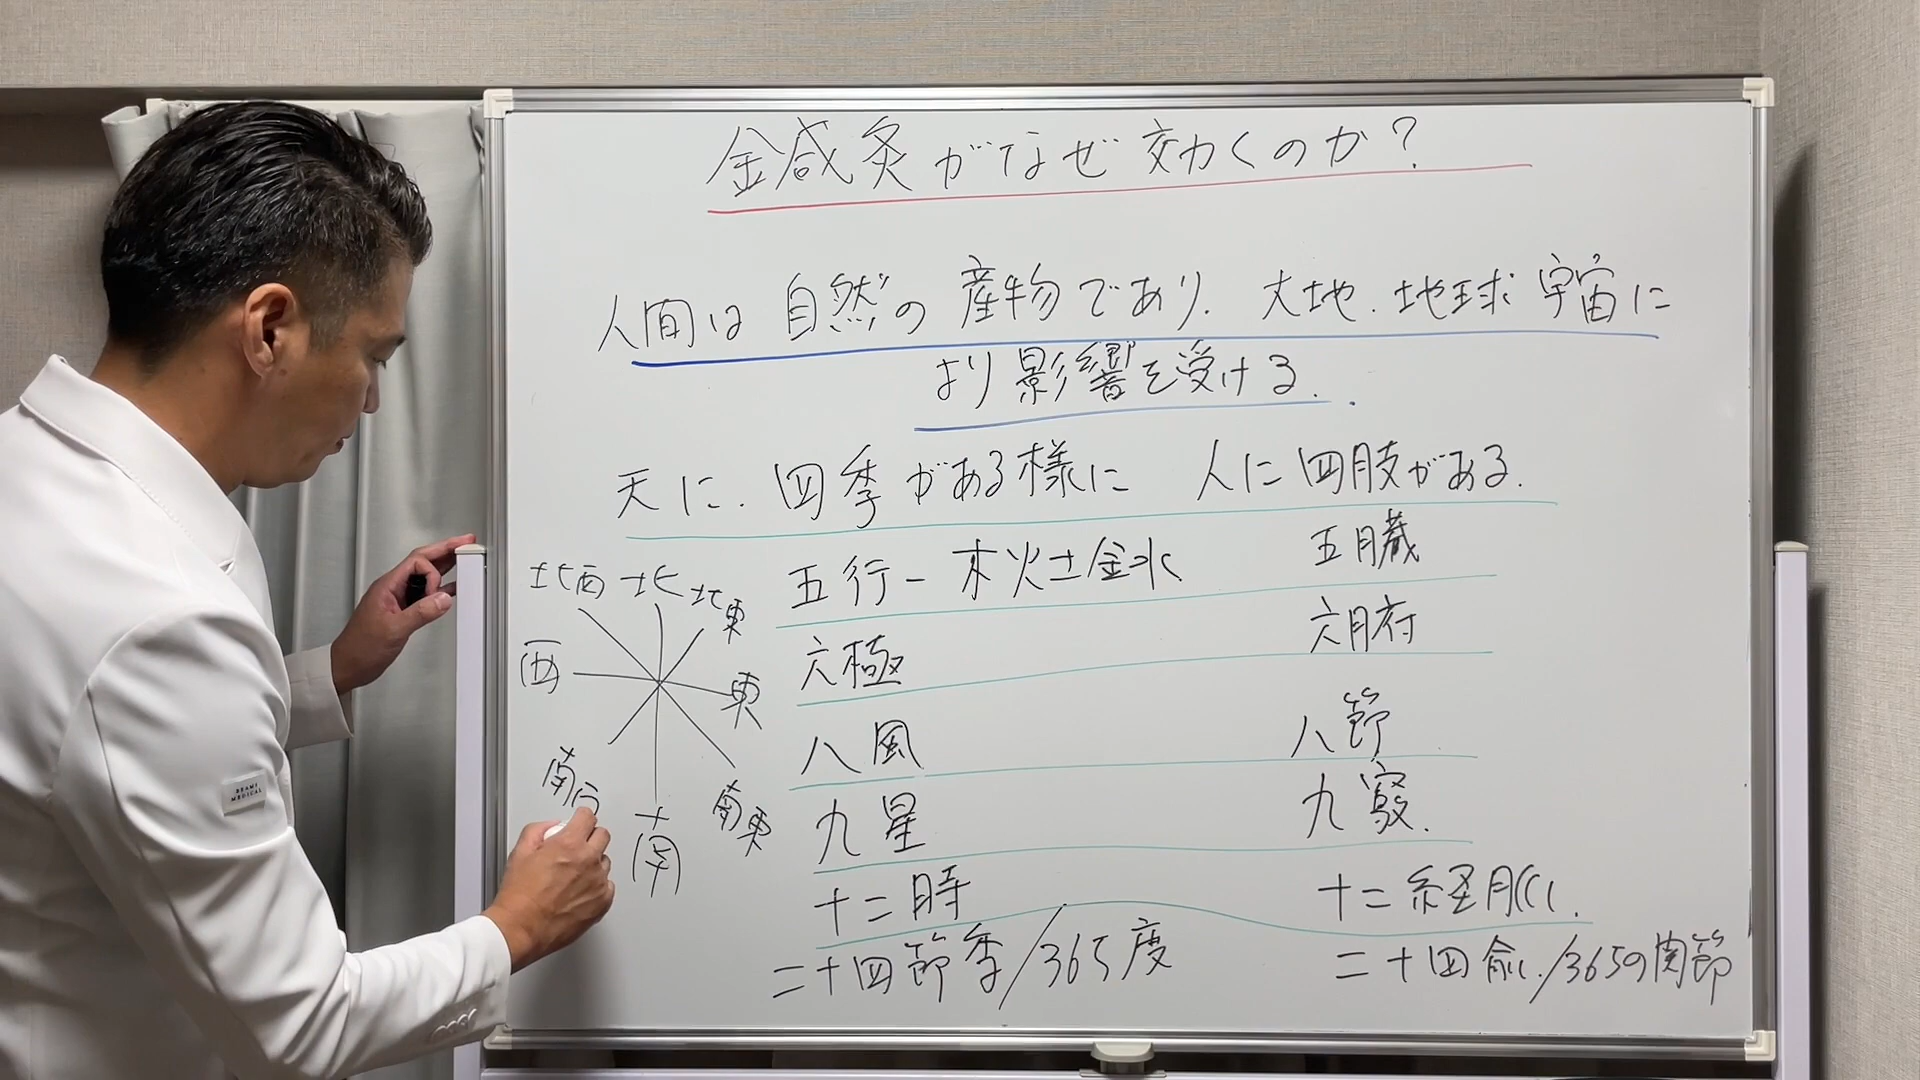 金鍼灸がなぜ効くのか?
人間は自然の産物であり. 大地.地球宇宙に
より影響を受ける.
天に.四季がある様に 人に四肢がある.
五行-木火土金水 五臓
六極 六腑
八風 八節
九星 九竅.
十二時 十二経脈.
二十四節季/365度 二十四兪./365の関節
北西 北 北東
西 東
南西 南 南東
MEDICAL